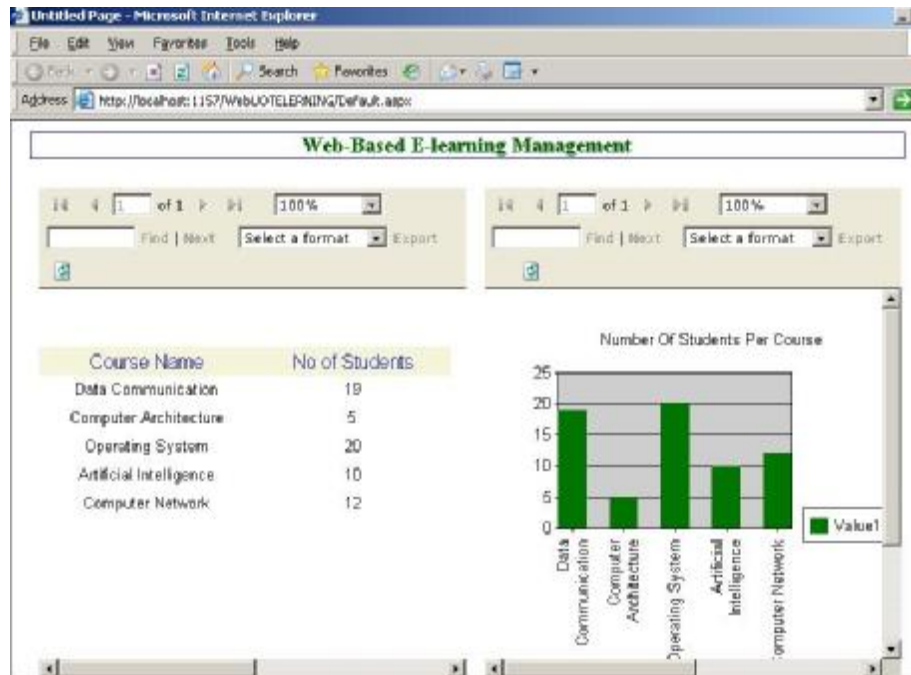 Untitled Page - Microsoft Internet Explorer
File Edit View Favorites Tools Help
Back Search Favorites
Address http://localhost:1157/WebUOTELERNING/Default.aspx
Web-Based E-learning Management
1 of 1 100%
Find | Next Select a format Export
1 of 1 100%
Find | Next Select a format Export
Course Name No of Students
Data Communication 19
Computer Architecture 5
Operating System 20
Artificial Intelligence 10
Computer Network 12
Number Of Students Per Course
25
20
15
10
5
0
Data Communication
Computer Architecture
Operating System
Artificial Intelligence
Computer Network
Value1